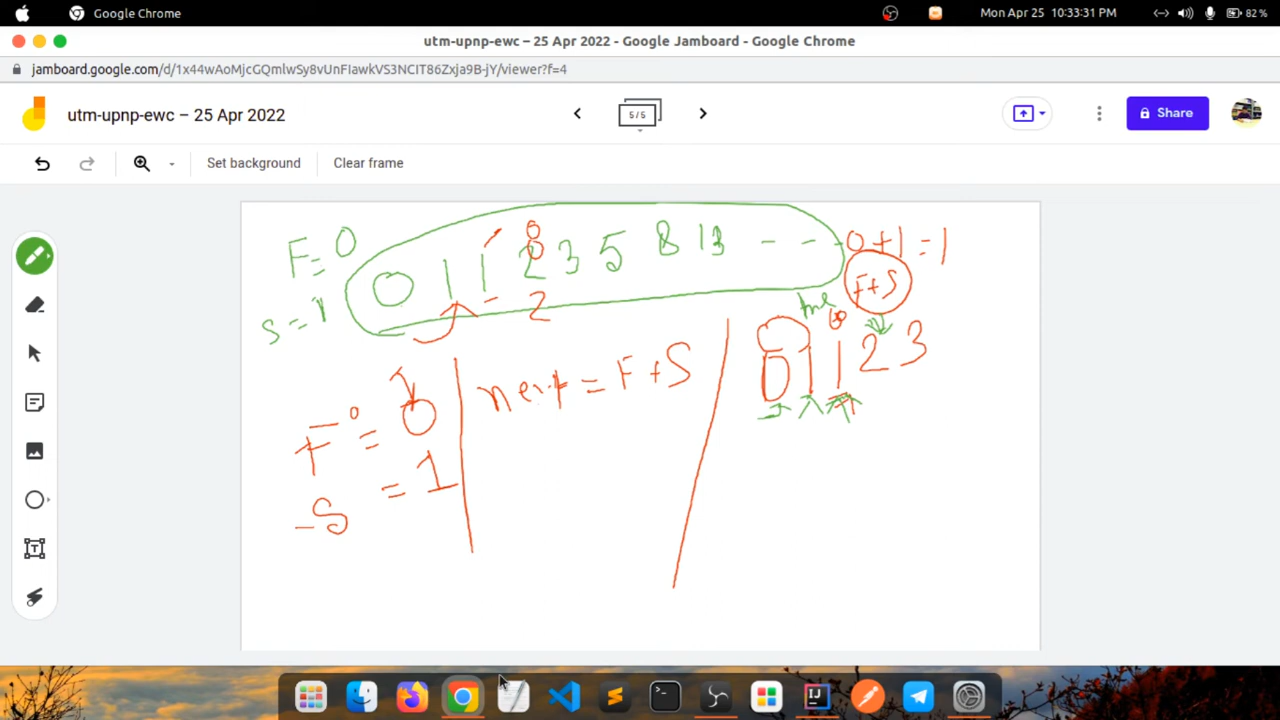 Google Chrome
Mon Apr 25 10:33:31 PM
82 %
utm-upnp-ewc – 25 Apr 2022 - Google Jamboard - Google Chrome
jamboard.google.com/d/1x44wAoMjcGQmlwSy8vUnFIawkVS3NCIT86Zxja9B-jY/viewer?f=4
utm-upnp-ewc – 25 Apr 2022
5 / 5
Share
Set background
Clear frame
F=0
0 1 1 2 3 5 8 13 - - -
0+1=1
S=1
2
F+S
F = 0
next = F+S
0 1 1 2 3
S = 1